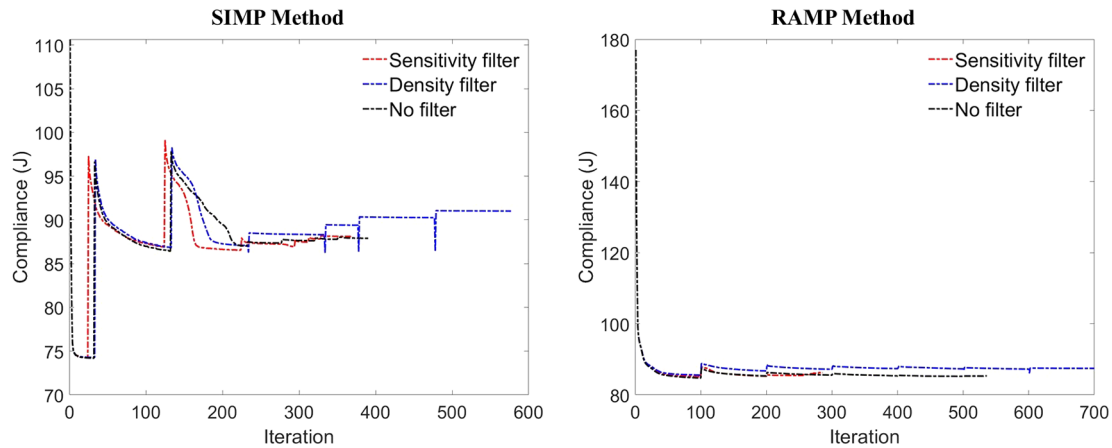 SIMP Method
110
105
100
95
90
85
80
75
70
0
100
200
300
400
500
600
Compliance (J)
Iteration
Sensitivity filter
Density filter
No filter
RAMP Method
180
160
140
120
100
80
0
100
200
300
400
500
600
700
Compliance (J)
Iteration
Sensitivity filter
Density filter
No filter